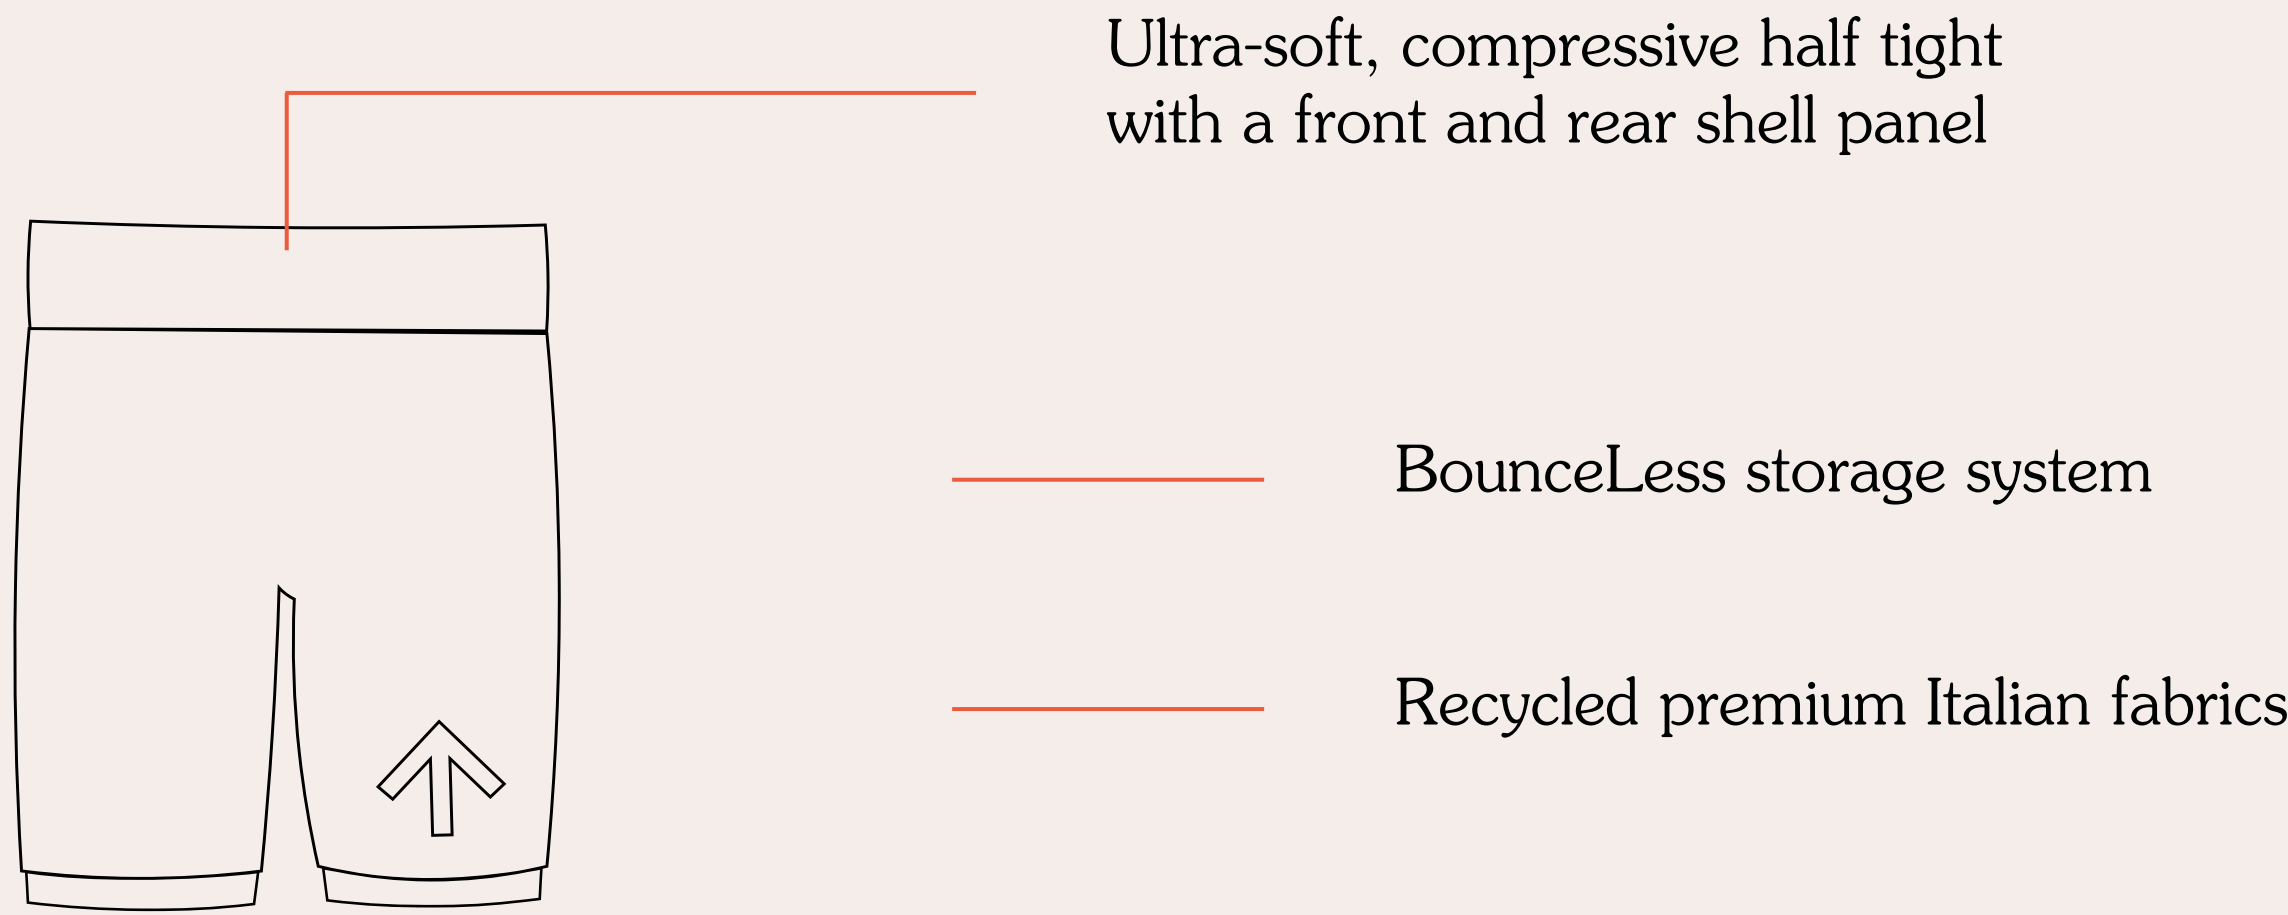 Ultra-soft, compressive half tight
with a front and rear shell panel
BounceLess storage system
Recycled premium Italian fabrics